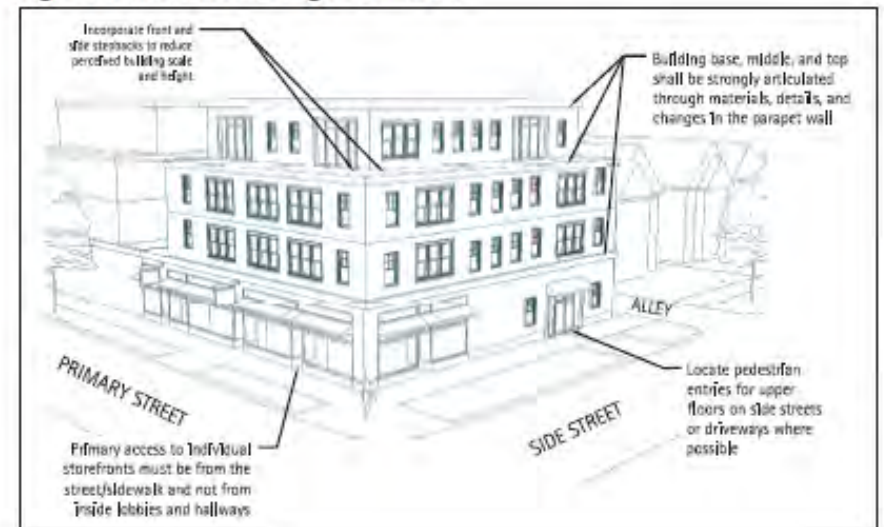 Incorporate front and
side stepbacks to reduce
perceived building scale
and height
Building base, middle, and top
shall be strongly articulated
through materials, details, and
changes in the parapet wall
ALLEY
PRIMARY STREET
SIDE STREET
Locate pedestrian
entries for upper
floors on side streets
or driveways where
possible
Primary access to individual
storefronts must be from the
street/sidewalk and not from
inside lobbies and hallways